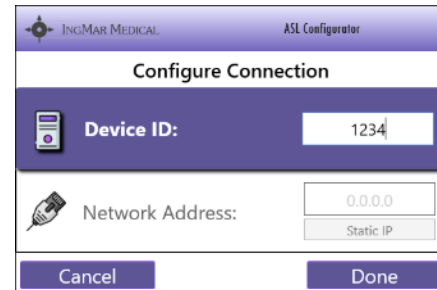 INGMAR MEDICAL ASL Configurator
Configure Connection
Device ID: 1234
Network Address: 0.0.0.0
Static IP
Cancel Done